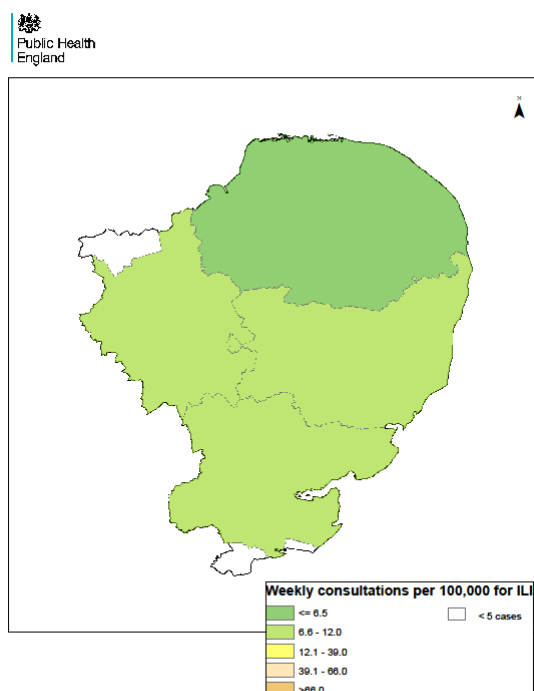 Public Health
England
N
Weekly consultations per 100,000 for ILI
<= 6.5
< 5 cases
6.6 - 12.0
12.1 - 39.0
39.1 - 66.0
>66.0